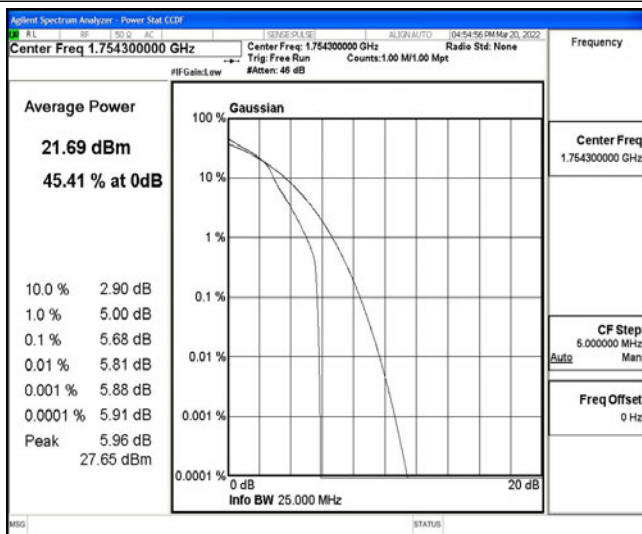 Agilent Spectrum Analyzer - Power Stat CCDF
RL RF 50 Ω AC SENSE:PULSE ALIGN AUTO 04:54:56 PM Mar 20, 2022
Center Freq 1.754300000 GHz
Center Freq: 1.754300000 GHz Radio Std: None
Trig: Free Run Counts:1.00 M/1.00 Mpt
#IFGain:Low #Atten: 46 dB
Frequency
Average Power
21.69 dBm
45.41 % at 0dB
10.0 % 2.90 dB
1.0 % 5.00 dB
0.1 % 5.68 dB
0.01 % 5.81 dB
0.001 % 5.88 dB
0.0001 % 5.91 dB
Peak 5.96 dB
27.65 dBm
Gaussian
100 %
10 %
1 %
0.1 %
0.01 %
0.001 %
0.0001 %
0 dB 20 dB
Info BW 25.000 MHz
Center Freq
1.754300000 GHz
CF Step
5.000000 MHz
Auto Man
Freq Offset
0 Hz
MSG STATUS